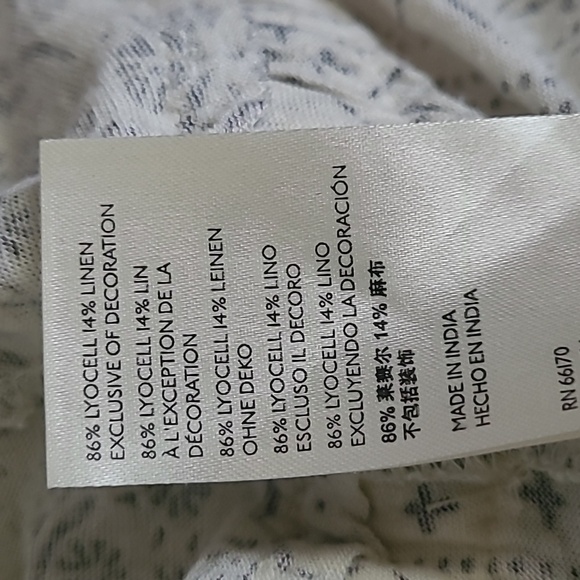 86% LYOCELL 14% LINEN
EXCLUSIVE OF DECORATION
86% LYOCELL 14% LIN
À L'EXCEPTION DE LA
DÉCORATION
86% LYOCELL 14% LEINEN
OHNE DEKO
86% LYOCELL 14% LINO
ESCLUSO IL DECORO
86% LYOCELL 14% LINO
EXCLUYENDO LA DECORACIÓN
86% 莱赛尔 14% 麻布
不包括装饰
MADE IN INDIA
HECHO EN INDIA
RN 66170